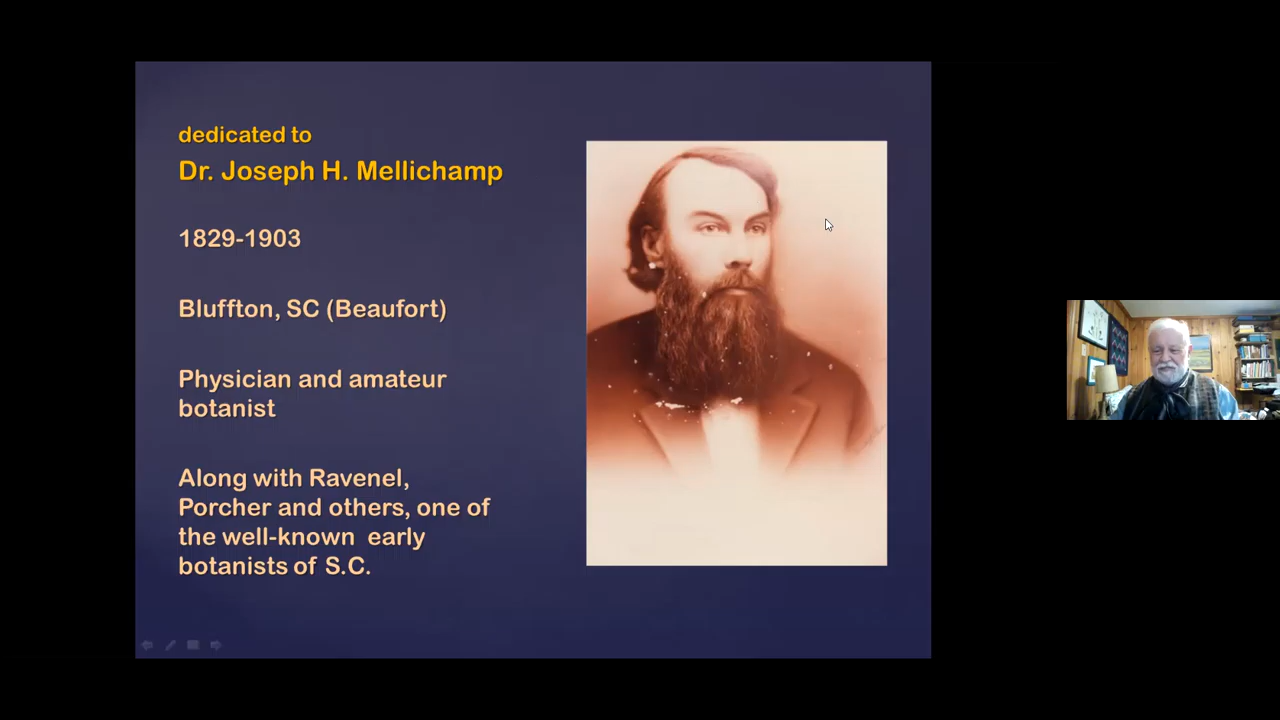 dedicated to
Dr. Joseph H. Mellichamp
1829-1903
Bluffton, SC (Beaufort)
Physician and amateur
botanist
Along with Ravenel,
Porcher and others, one of
the well-known early
botanists of S.C.